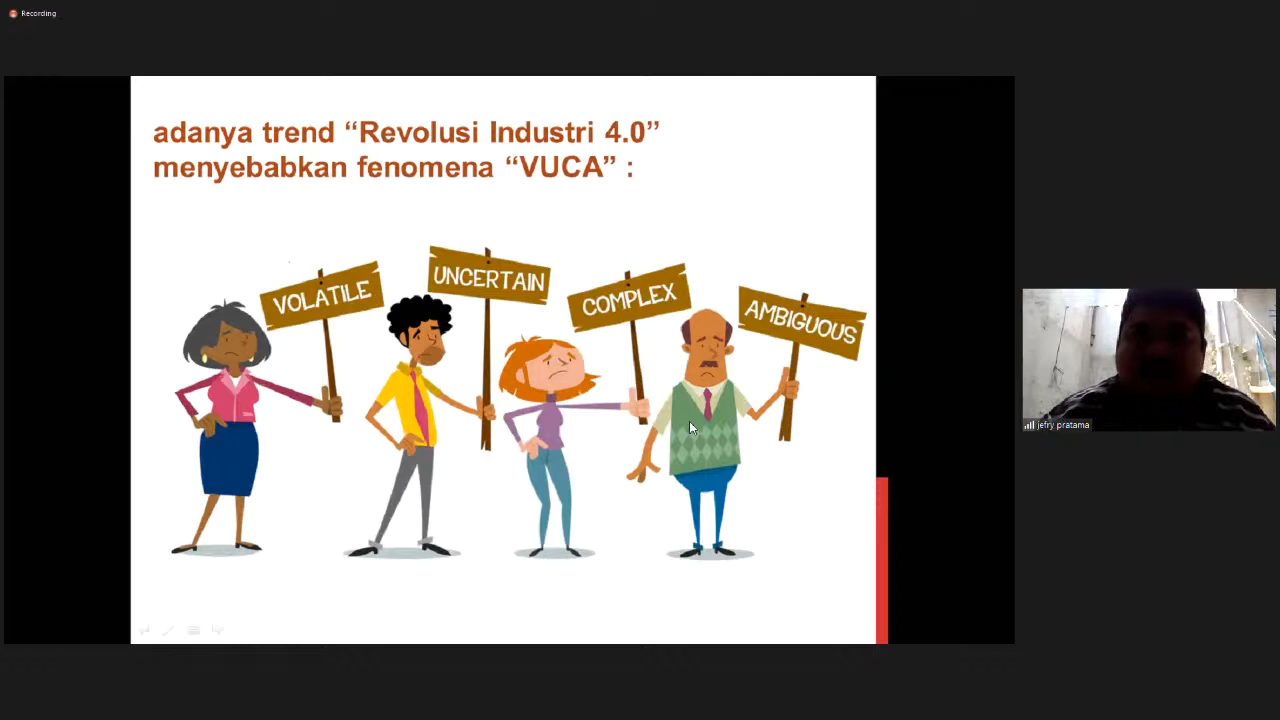 Recording
adanya trend “Revolusi Industri 4.0”
menyebabkan fenomena “VUCA” :
VOLATILE
UNCERTAIN
COMPLEX
AMBIGUOUS
jefry pratama